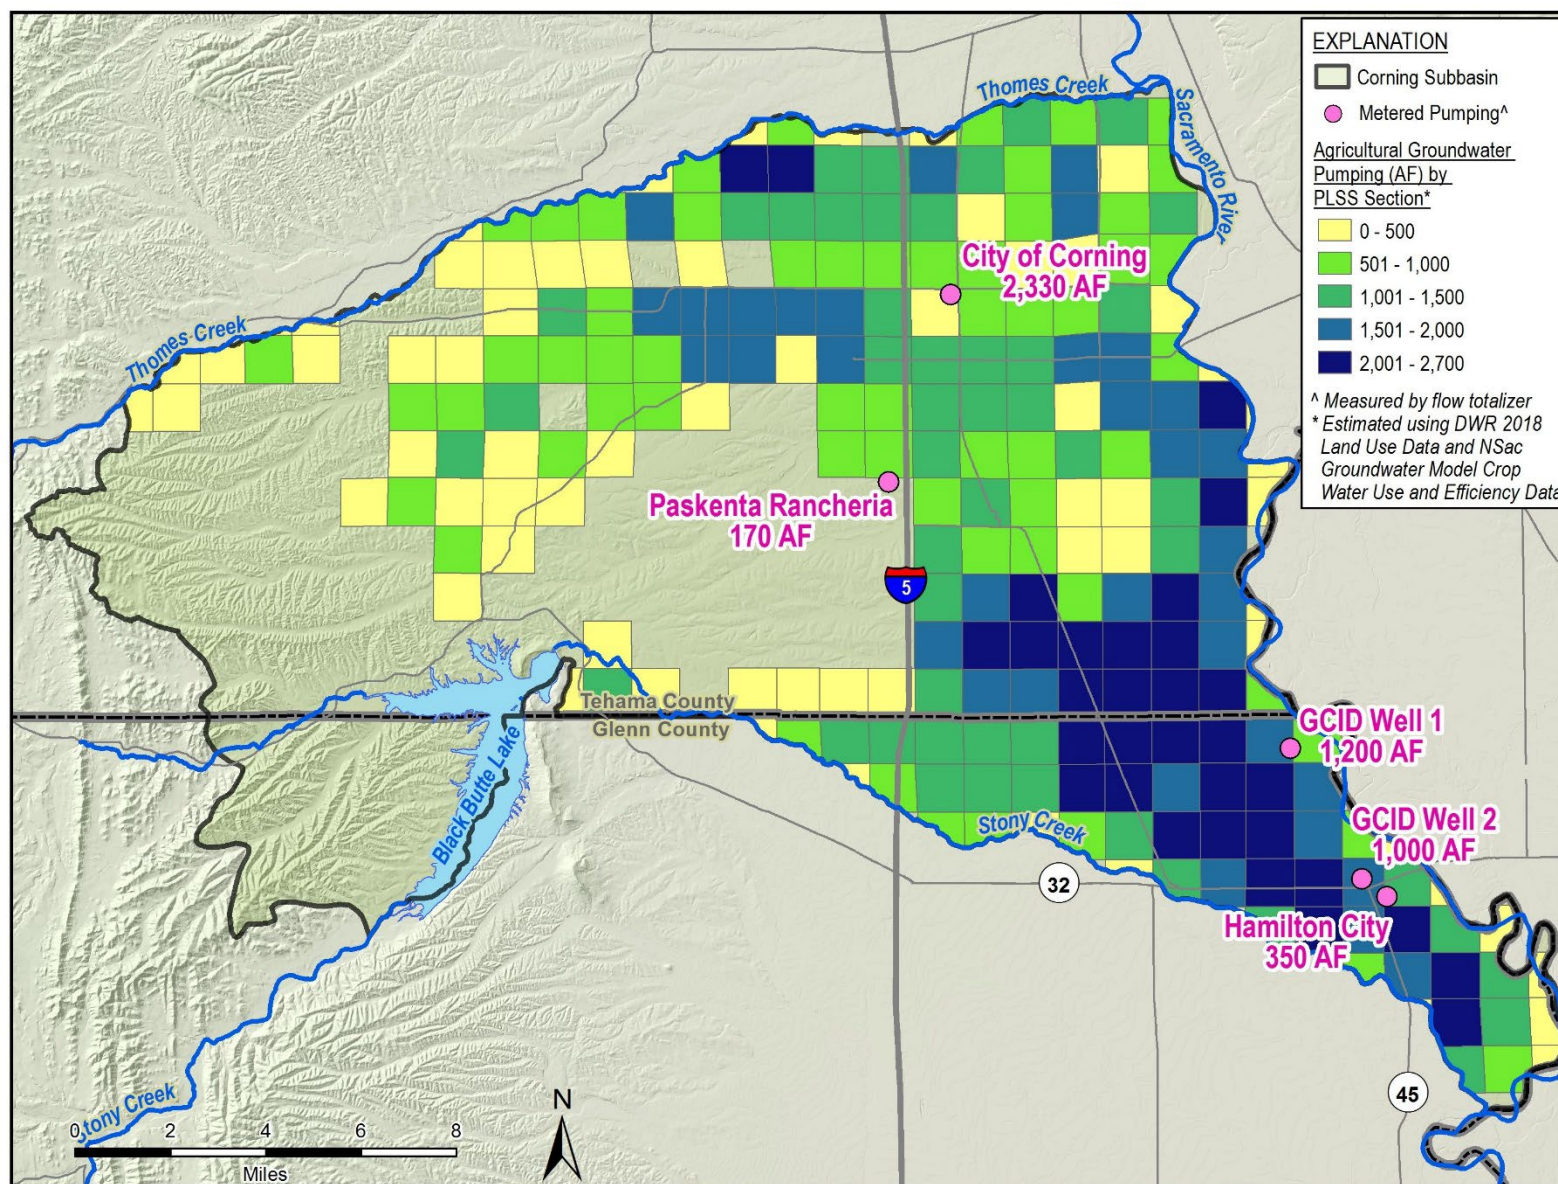 EXPLANATION
Corning Subbasin
Metered Pumping^
Agricultural Groundwater
Pumping (AF) by
PLSS Section*
0 - 500
501 - 1,000
1,001 - 1,500
1,501 - 2,000
2,001 - 2,700
^ Measured by flow totalizer
* Estimated using DWR 2018
Land Use Data and NSac
Groundwater Model Crop
Water Use and Efficiency Data
Thomes Creek
Sacramento River
City of Corning
2,330 AF
Thomes Creek
Paskenta Rancheria
170 AF
5
Tehama County
Glenn County
GCID Well 1
1,200 AF
Black Butte Lake
Stony Creek
GCID Well 2
1,000 AF
32
Hamilton City
350 AF
45
Stony Creek
N
0 2 4 6 8
Miles